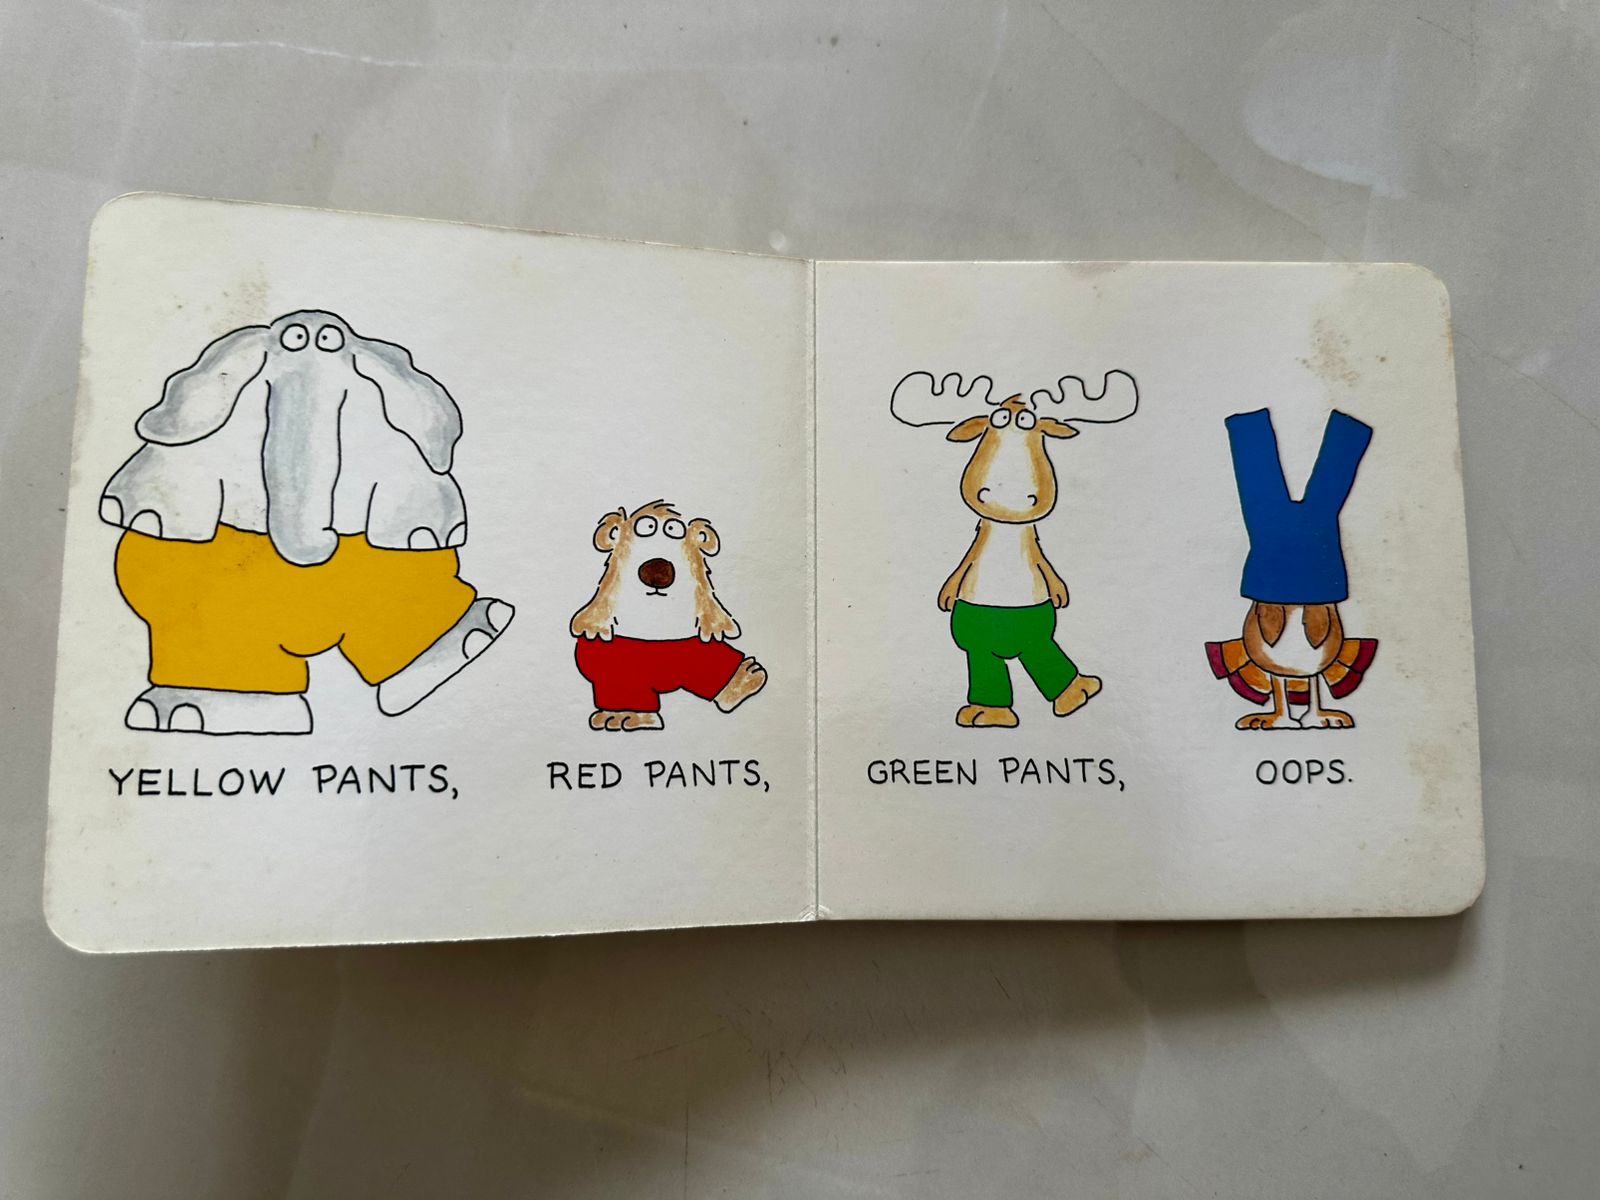 YELLOW PANTS,
RED PANTS,
GREEN PANTS,
OOPS.